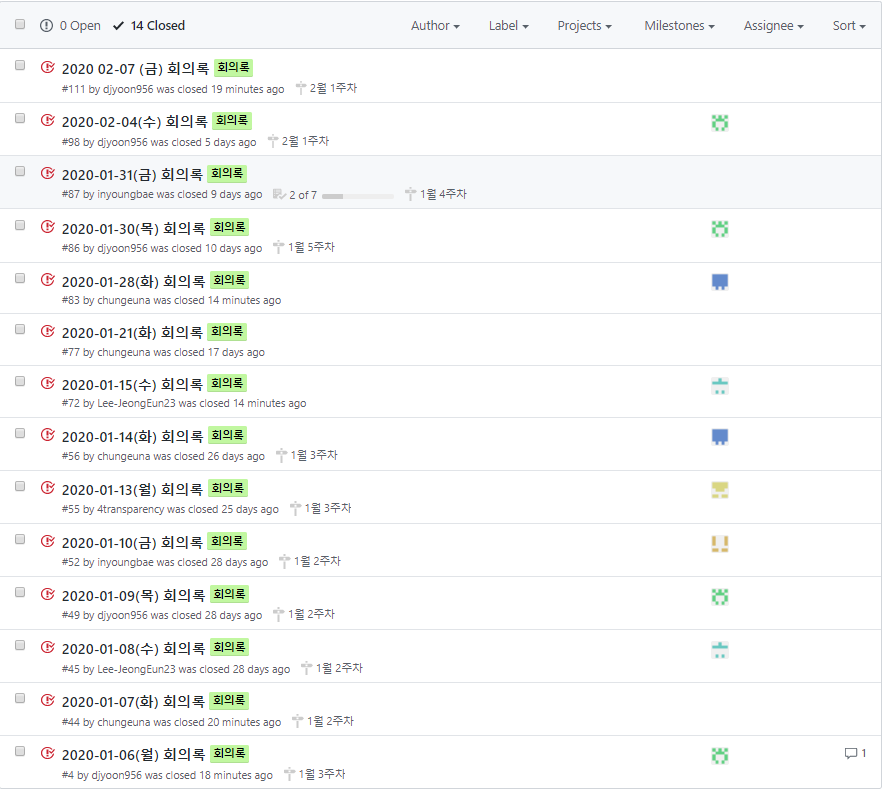 0 Open 14 Closed Author Label Projects Milestones Assignee Sort
2020 02-07 (금) 회의록 회의록
#111 by djyoon956 was closed 19 minutes ago 2월 1주차
2020-02-04(수) 회의록 회의록
#98 by djyoon956 was closed 5 days ago 2월 1주차
2020-01-31(금) 회의록 회의록
#87 by inyoungbae was closed 9 days ago 2 of 7 1월 4주차
2020-01-30(목) 회의록 회의록
#86 by djyoon956 was closed 10 days ago 1월 5주차
2020-01-28(화) 회의록 회의록
#83 by chungeuna was closed 14 minutes ago
2020-01-21(화) 회의록 회의록
#77 by chungeuna was closed 17 days ago
2020-01-15(수) 회의록 회의록
#72 by Lee-JeongEun23 was closed 14 minutes ago
2020-01-14(화) 회의록 회의록
#56 by chungeuna was closed 26 days ago 1월 3주차
2020-01-13(월) 회의록 회의록
#55 by 4transparency was closed 25 days ago 1월 3주차
2020-01-10(금) 회의록 회의록
#52 by inyoungbae was closed 28 days ago 1월 2주차
2020-01-09(목) 회의록 회의록
#49 by djyoon956 was closed 28 days ago 1월 2주차
2020-01-08(수) 회의록 회의록
#45 by Lee-JeongEun23 was closed 28 days ago 1월 2주차
2020-01-07(화) 회의록 회의록
#44 by chungeuna was closed 20 minutes ago 1월 2주차
2020-01-06(월) 회의록 회의록 1
#4 by djyoon956 was closed 18 minutes ago 1월 3주차